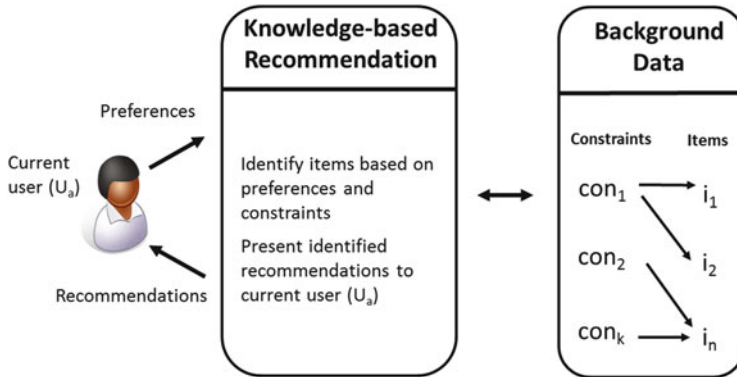 Knowledge-based
Recommendation
Background
Data
Preferences
Current
user (Uₐ)
Recommendations
Identify items based on
preferences and
constraints
Present identified
recommendations to
current user (Uₐ)
Constraints Items
con₁ i₁
con₂ i₂
conₖ iₙ